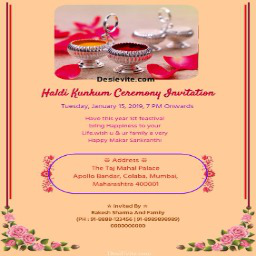 Desievite.com
Haldi Kunkum Ceremony Invitation
Tuesday, January 15, 2019, 7 PM Onwards
Have this year lot feastival
bring Happiness to your
Life.wish u & ur family a very
Happy Makar Sankranthi
Address
The Taj Mahal Palace
Apollo Bandar, Colaba, Mumbai,
Maharashtra 400001
Invited By
Rakesh Sharma And Family